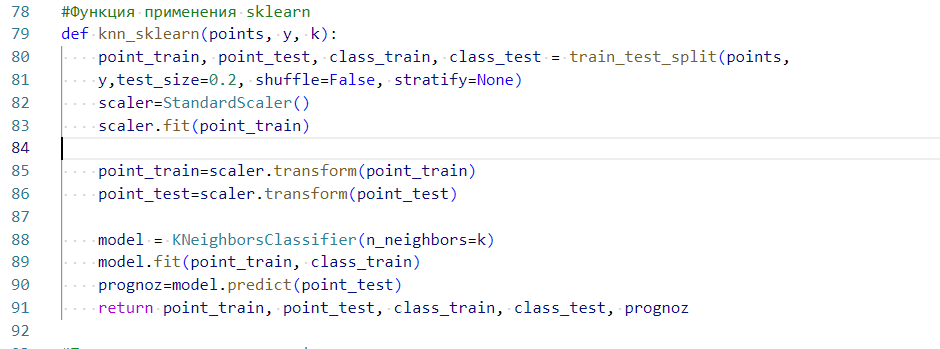 78 #Функция применения sklearn
79 def knn_sklearn(points, y, k):
80 point_train, point_test, class_train, class_test = train_test_split(points,
81 y,test_size=0.2, shuffle=False, stratify=None)
82 scaler=StandardScaler()
83 scaler.fit(point_train)
84
85 point_train=scaler.transform(point_train)
86 point_test=scaler.transform(point_test)
87
88 model = KNeighborsClassifier(n_neighbors=k)
89 model.fit(point_train, class_train)
90 prognoz=model.predict(point_test)
91 return point_train, point_test, class_train, class_test, prognoz
92